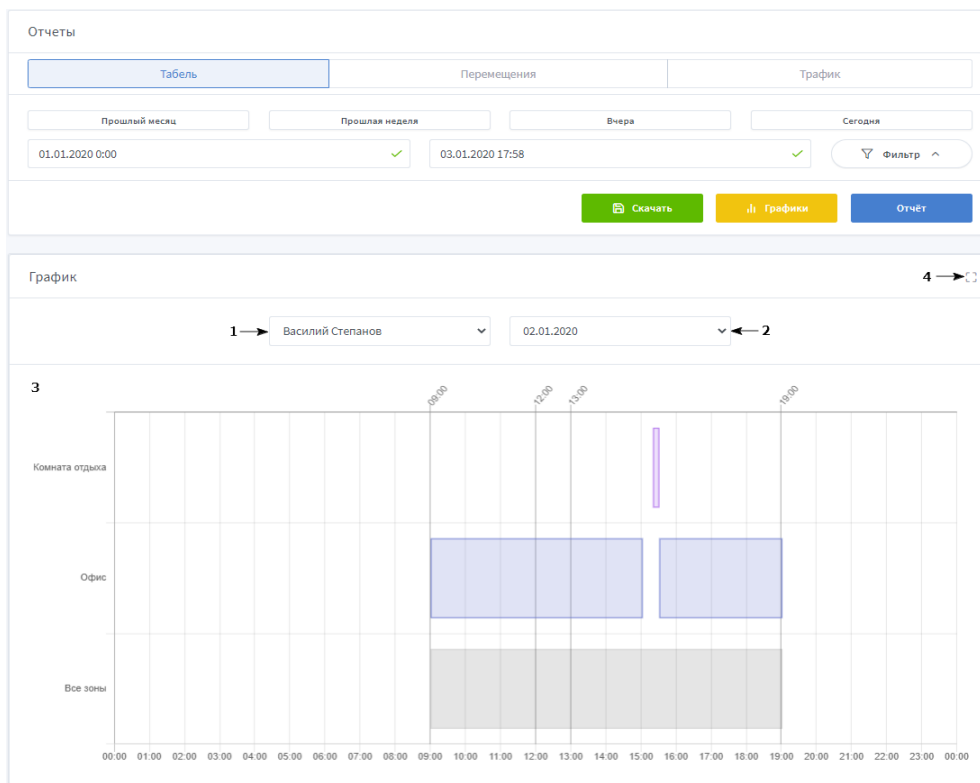 Отчеты
Табель Перемещения Трафик
Прошлый месяц Прошлая неделя Вчера Сегодня
01.01.2020 0:00 03.01.2020 17:58 Фильтр
Скачать Графики Отчёт
График 4
1 Василий Степанов 02.01.2020 2
3
09:00 12:00 13:00 19:00
Комната отдыха
Офис
Все зоны
00:00 01:00 02:00 03:00 04:00 05:00 06:00 07:00 08:00 09:00 10:00 11:00 12:00 13:00 14:00 15:00 16:00 17:00 18:00 19:00 20:00 21:00 22:00 23:00 00:00